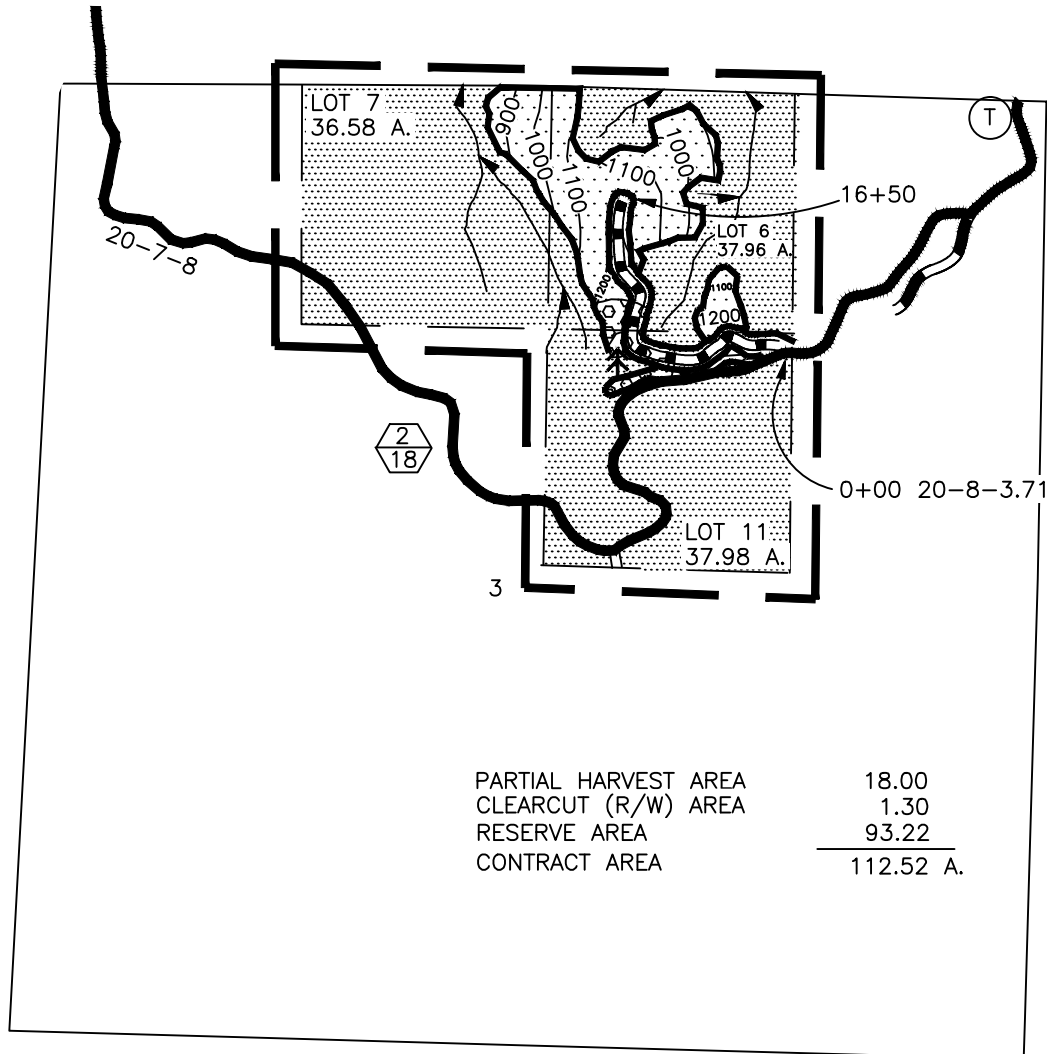 LOT 7
36.58 A.
900
1000
1100
1100
1000
T
16+50
20-7-8
LOT 6
37.96 A.
1200
1100
1200
2
18
0+00 20-8-3.71
LOT 11
37.98 A.
3
PARTIAL HARVEST AREA 18.00
CLEARCUT (R/W) AREA 1.30
RESERVE AREA 93.22
CONTRACT AREA 112.52 A.